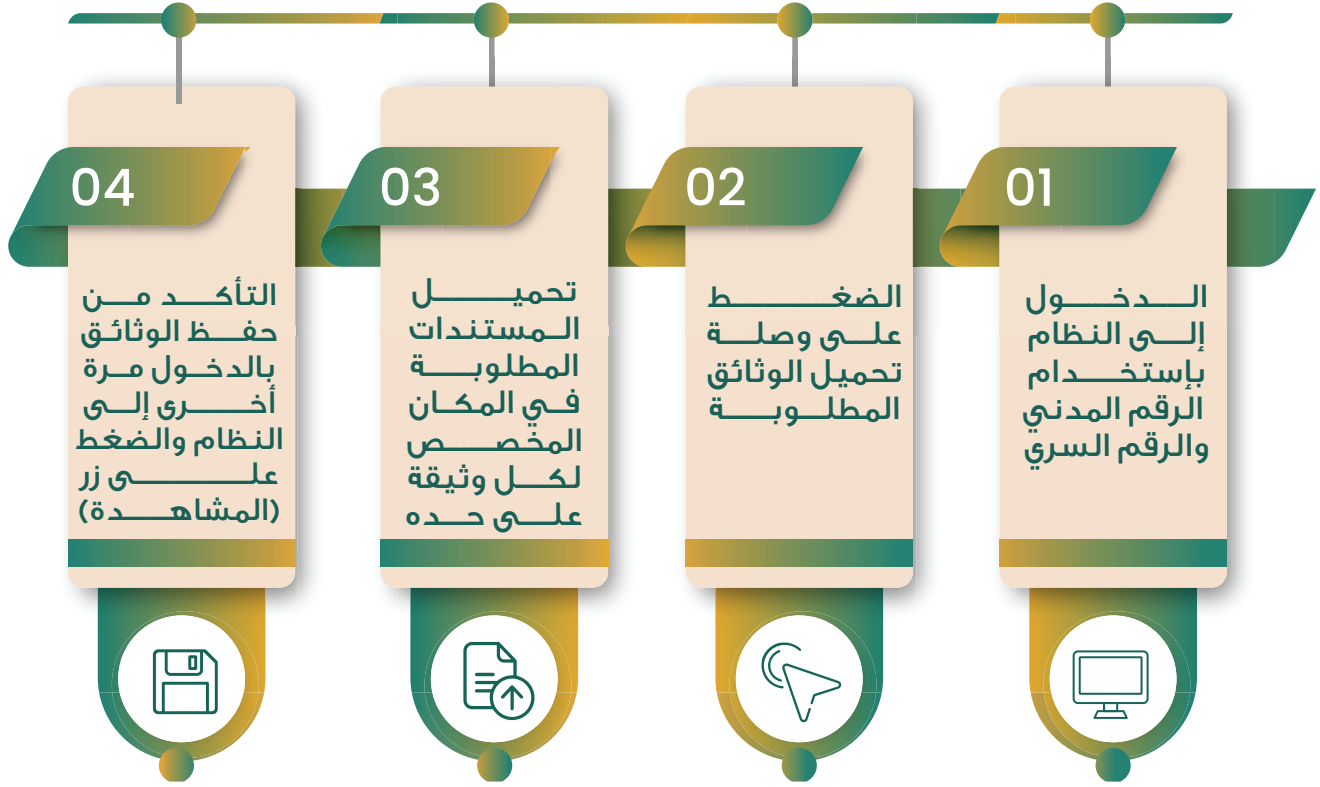 01
الدخول
إلى النظام
بإستخدام
الرقم المدني
والرقم السري
02
الضغط
على وصلة
تحميل الوثائق
المطلوبة
03
تحميل
المستندات
المطلوبة
في المكان
المخصص
لكل وثيقة
على حده
04
التأكد من
حفظ الوثائق
بالدخول مرة
أخرى إلى
النظام والضغط
على زر
(المشاهدة)